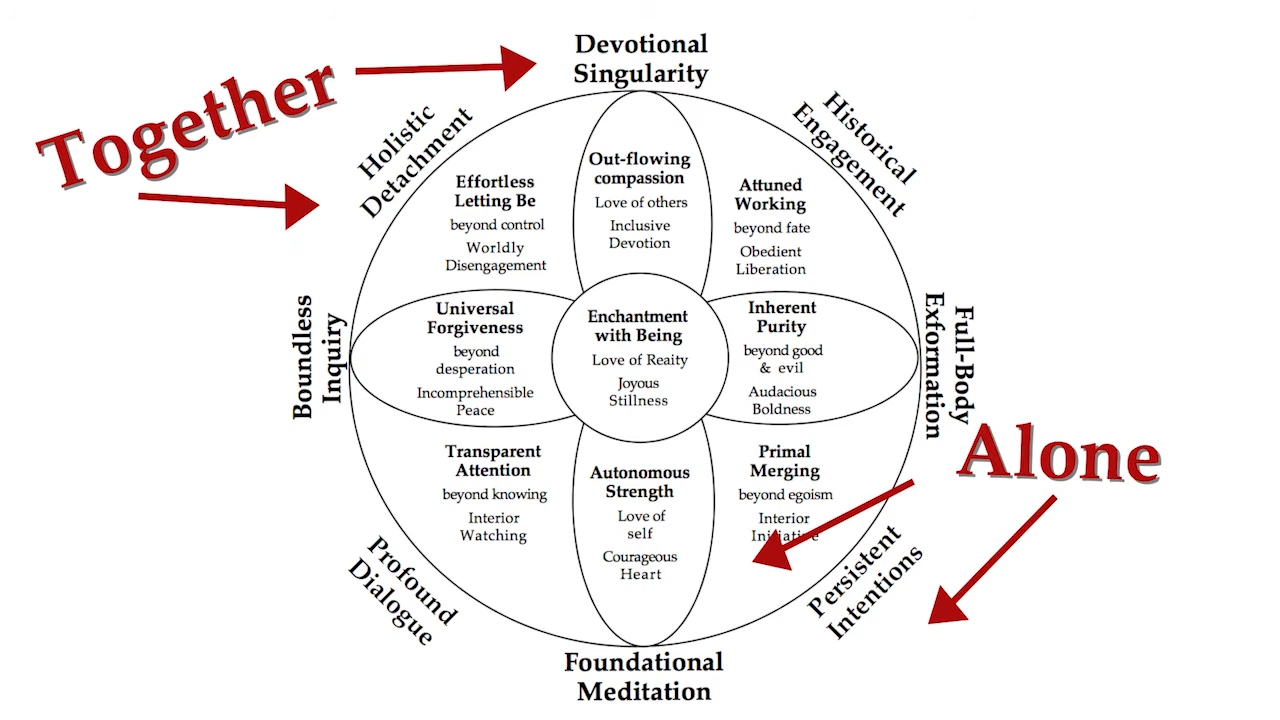 Devotional
Singularity
Together
Holistic
Detachment
Historical
Engagement
Out-flowing
compassion
Love of others
Inclusive
Devotion
Effortless
Letting Be
beyond control
Worldly
Disengagement
Attuned
Working
beyond fate
Obedient
Liberation
Boundless
Inquiry
Universal
Forgiveness
beyond
desperation
Incomprehensible
Peace
Enchantment
with Being
Love of Reaity
Joyous
Stillness
Inherent
Purity
beyond good
& evil
Audacious
Boldness
Full-Body
Exformation
Alone
Transparent
Attention
beyond knowing
Interior
Watching
Autonomous
Strength
Love of
self
Courageous
Heart
Primal
Merging
beyond egoism
Interior
Initiative
Profound
Dialogue
Persistent
Intentions
Foundational
Meditation